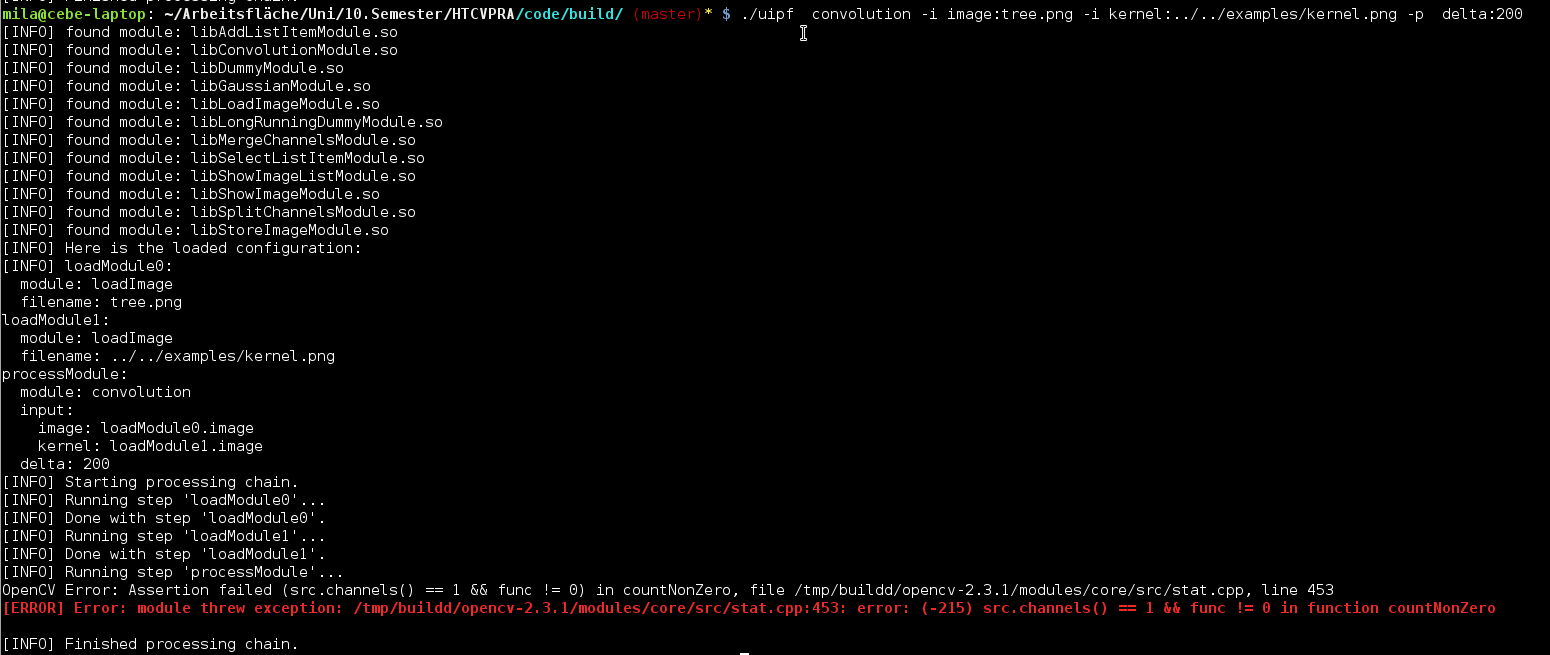 [INFO] Finished processing chain.
mila@cebe-laptop: ~/Arbeitsfläche/Uni/10.Semester/HTCVPRA/code/build/ (master)* $ ./uipf  convolution -i image:tree.png -i kernel:../../examples/kernel.png -p  delta:200
[INFO] found module: libAddListItemModule.so
[INFO] found module: libConvolutionModule.so
[INFO] found module: libDummyModule.so
[INFO] found module: libGaussianModule.so
[INFO] found module: libLoadImageModule.so
[INFO] found module: libLongRunningDummyModule.so
[INFO] found module: libMergeChannelsModule.so
[INFO] found module: libSelectListItemModule.so
[INFO] found module: libShowImageListModule.so
[INFO] found module: libShowImageModule.so
[INFO] found module: libSplitChannelsModule.so
[INFO] found module: libStoreImageModule.so
[INFO] Here is the loaded configuration:
[INFO] loadModule0:
  module: loadImage
  filename: tree.png
loadModule1:
  module: loadImage
  filename: ../../examples/kernel.png
processModule:
  module: convolution
  input:
    image: loadModule0.image
    kernel: loadModule1.image
  delta: 200
[INFO] Starting processing chain.
[INFO] Running step 'loadModule0'...
[INFO] Done with step 'loadModule0'.
[INFO] Running step 'loadModule1'...
[INFO] Done with step 'loadModule1'.
[INFO] Running step 'processModule'...
OpenCV Error: Assertion failed (src.channels() == 1 && func != 0) in countNonZero, file /tmp/buildd/opencv-2.3.1/modules/core/src/stat.cpp, line 453
[ERROR] Error: module threw exception: /tmp/buildd/opencv-2.3.1/modules/core/src/stat.cpp:453: error: (-215) src.channels() == 1 && func != 0 in function countNonZero
[INFO] Finished processing chain.